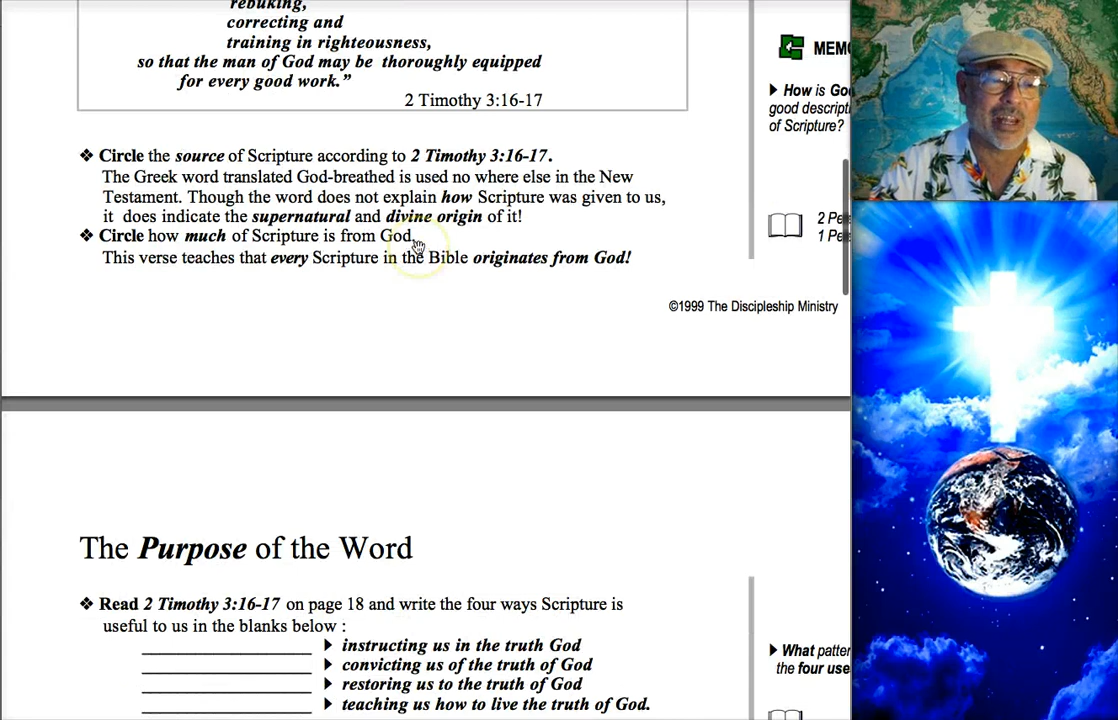 rebuking,
correcting and
training in righteousness,
so that the man of God may be thoroughly equipped
for every good work.”
2 Timothy 3:16-17
❖ Circle the source of Scripture according to 2 Timothy 3:16-17.
The Greek word translated God-breathed is used no where else in the New
Testament. Though the word does not explain how Scripture was given to us,
it does indicate the supernatural and divine origin of it!
❖ Circle how much of Scripture is from God.
This verse teaches that every Scripture in the Bible originates from God!
MEMO
How is Go
good descript
of Scripture?
2 Pe
1 Pe
©1999 The Discipleship Ministry
The Purpose of the Word
❖ Read 2 Timothy 3:16-17 on page 18 and write the four ways Scripture is
useful to us in the blanks below :
instructing us in the truth God
convicting us of the truth of God
restoring us to the truth of God
teaching us how to live the truth of God.
What patter
the four use